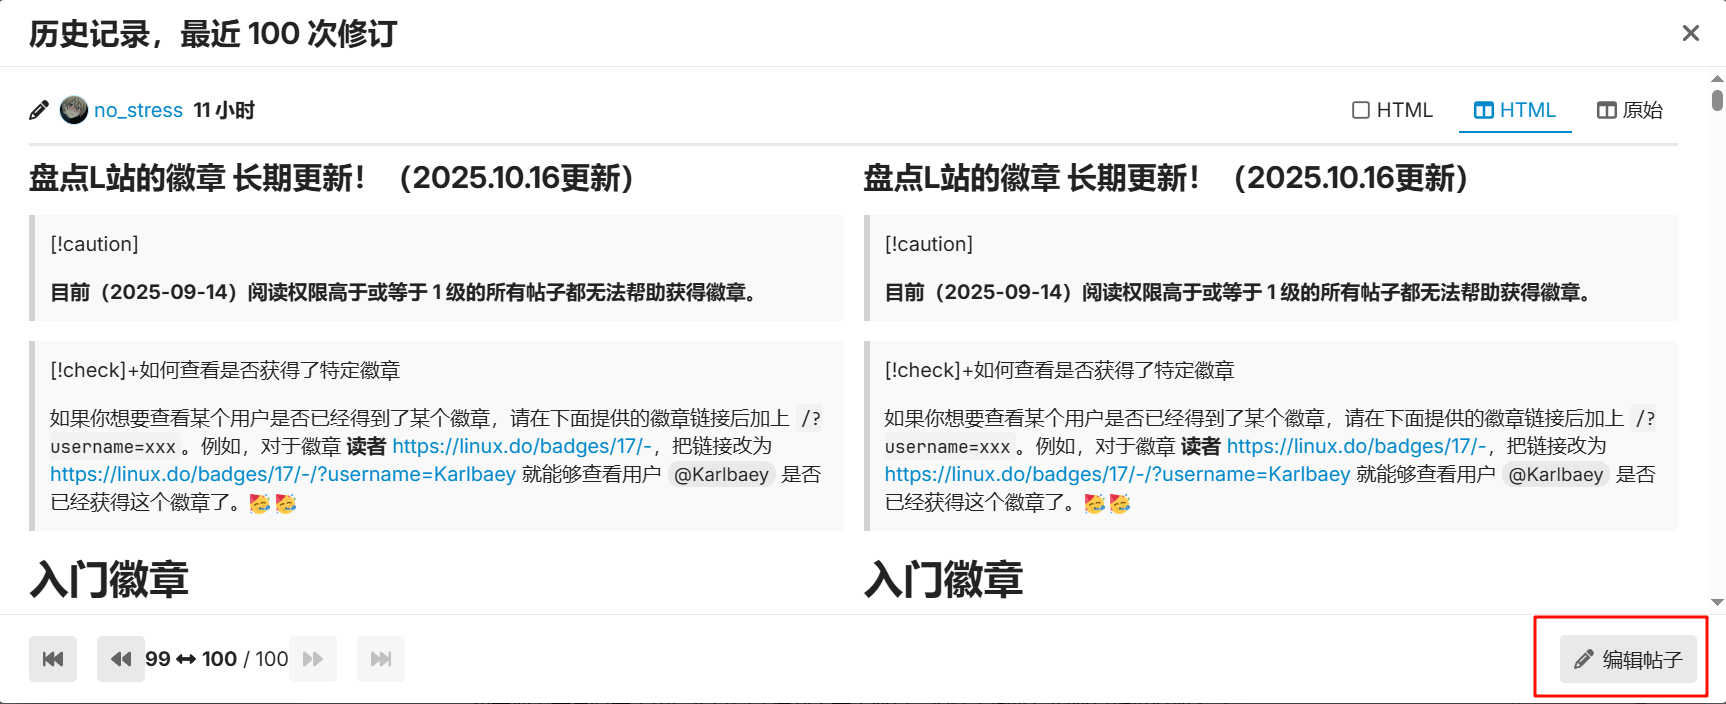 历史记录，最近 100 次修订
no_stress 11 小时
HTML
HTML
原始
盘点L站的徽章 长期更新！（2025.10.16更新）
[!caution]
目前（2025-09-14）阅读权限高于或等于 1 级的所有帖子都无法帮助获得徽章。
[!check]+如何查看是否获得了特定徽章
如果你想要查看某个用户是否已经得到了某个徽章，请在下面提供的徽章链接后加上 /?
username=xxx。例如，对于徽章 读者 https://linux.do/badges/17/-，把链接改为
https://linux.do/badges/17/-/?username=Karlbaey 就能够查看用户 @Karlbaey 是否
已经获得这个徽章了。
入门徽章
盘点L站的徽章 长期更新！（2025.10.16更新）
[!caution]
目前（2025-09-14）阅读权限高于或等于 1 级的所有帖子都无法帮助获得徽章。
[!check]+如何查看是否获得了特定徽章
如果你想要查看某个用户是否已经得到了某个徽章，请在下面提供的徽章链接后加上 /?
username=xxx。例如，对于徽章 读者 https://linux.do/badges/17/-，把链接改为
https://linux.do/badges/17/-/?username=Karlbaey 就能够查看用户 @Karlbaey 是否
已经获得这个徽章了。
入门徽章
99 ↔ 100 / 100
编辑帖子